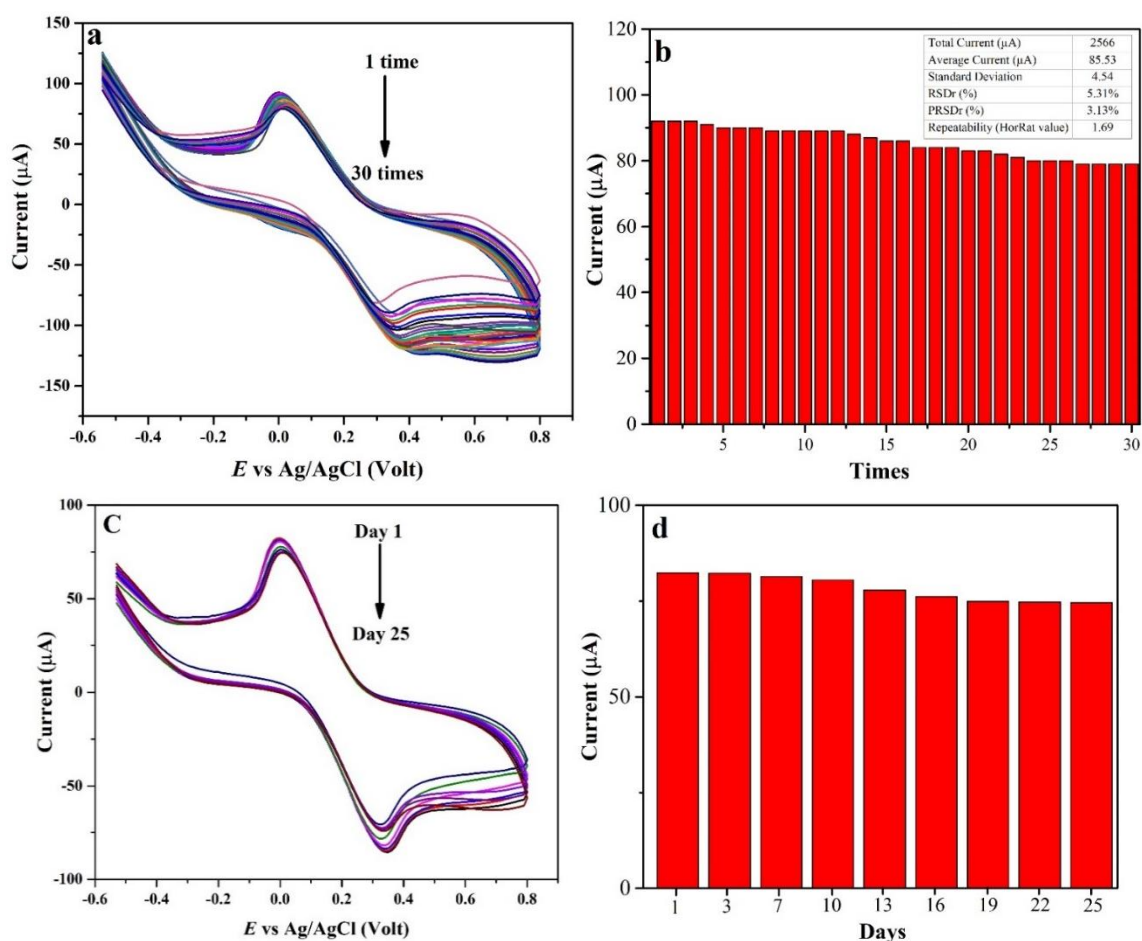 a
1 time
30 times
150
100
50
0
-50
-100
-150
-0.6
-0.4
-0.2
0.0
0.2
0.4
0.6
0.8
Current (µA)
E vs Ag/AgCl (Volt)
b
Total Current (µA) 2566
Average Current (µA) 85.53
Standard Deviation 4.54
RSDr (%) 5.31%
PRSDr (%) 3.13%
Repeatability (HorRat value) 1.69
120
100
80
60
40
20
0
5
10
15
20
25
30
Current (µA)
Times
C
Day 1
Day 25
100
50
0
-50
-100
-0.6
-0.4
-0.2
0.0
0.2
0.4
0.6
0.8
Current (µA)
E vs Ag/AgCl (Volt)
d
100
50
0
1
3
7
10
13
16
19
22
25
Current (µA)
Days